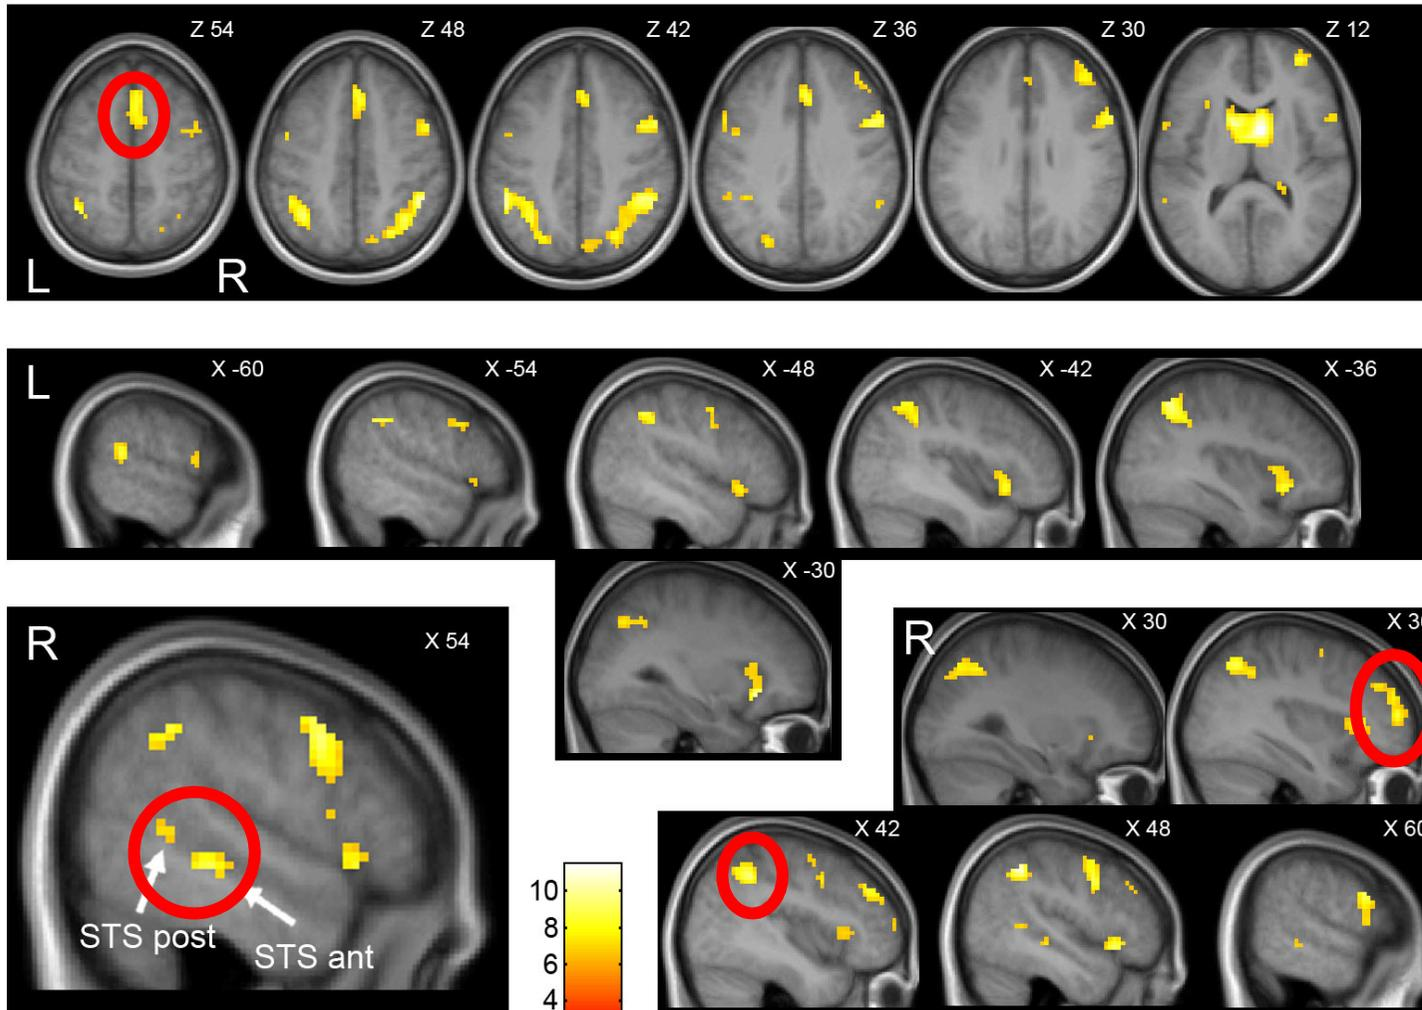 Z 54 Z 48 Z 42 Z 36 Z 30 Z 12
L R
L X -60 X -54 X -48 X -42 X -36
X -30
R X 54
R X 30
X 42 X 48 X 60
STS post
STS ant
10
8
6
4